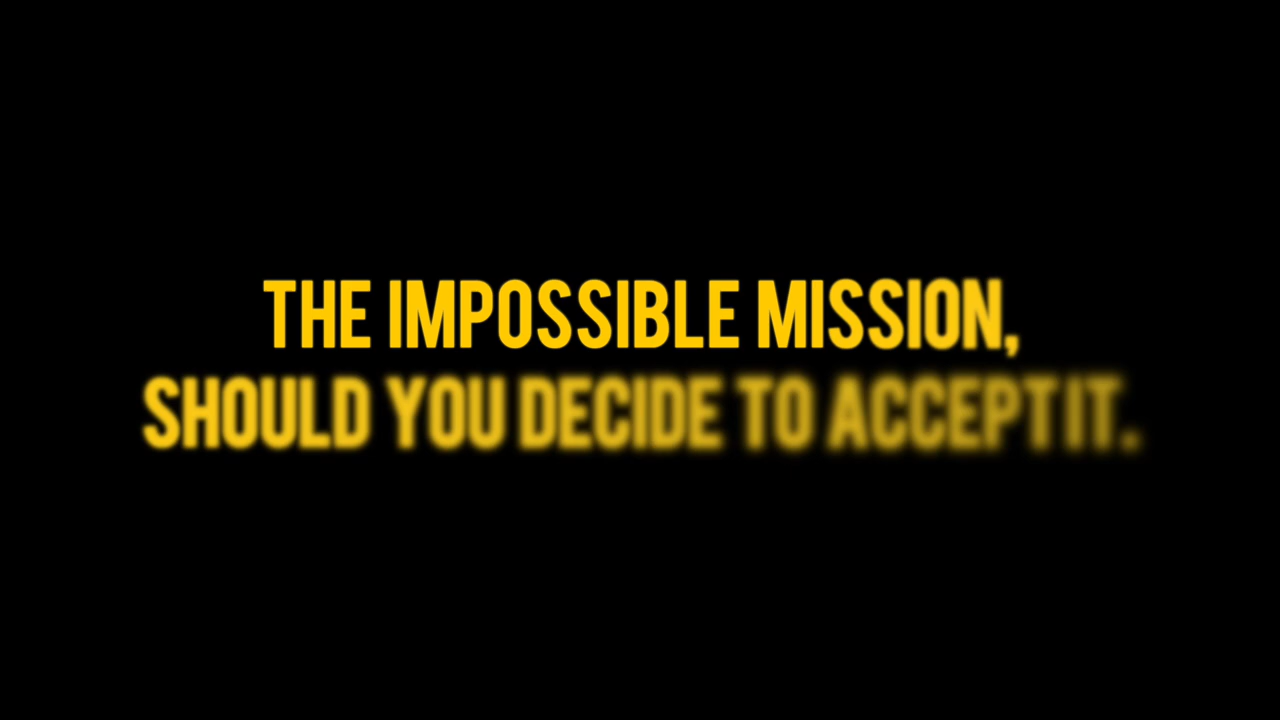 THE IMPOSSIBLE MISSION,
SHOULD YOU DECIDE TO ACCEPT IT.